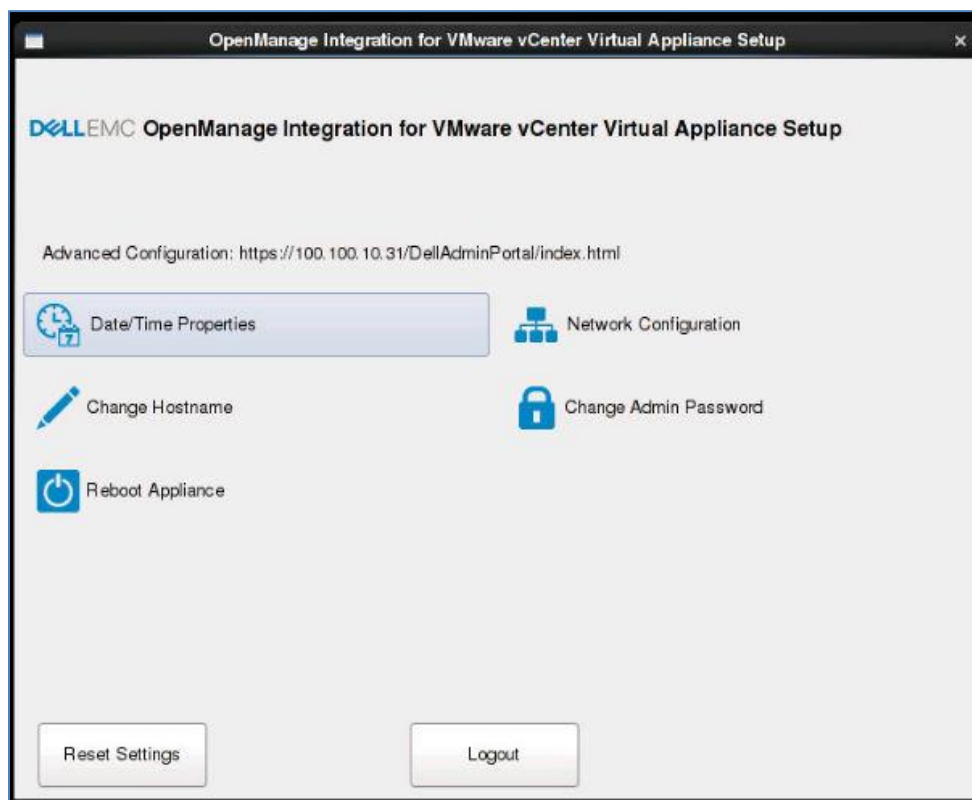 OpenManage Integration for VMware vCenter Virtual Appliance Setup
DELLEMC OpenManage Integration for VMware vCenter Virtual Appliance Setup
Advanced Configuration: https://100.100.10.31/DellAdminPortal/index.html
7 Date/Time Properties
Network Configuration
Change Hostname
Change Admin Password
Reboot Appliance
Reset Settings
Logout